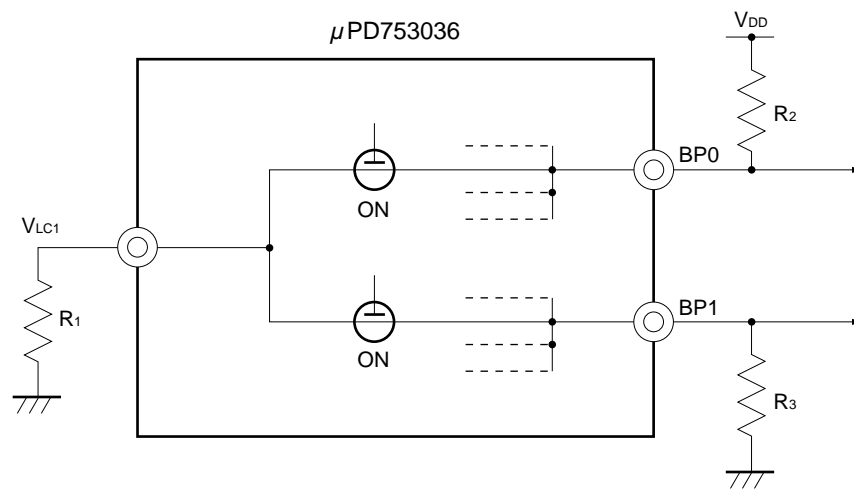 µPD753036
VDD
R2
BP0
ON
VLC1
R1
BP1
ON
R3